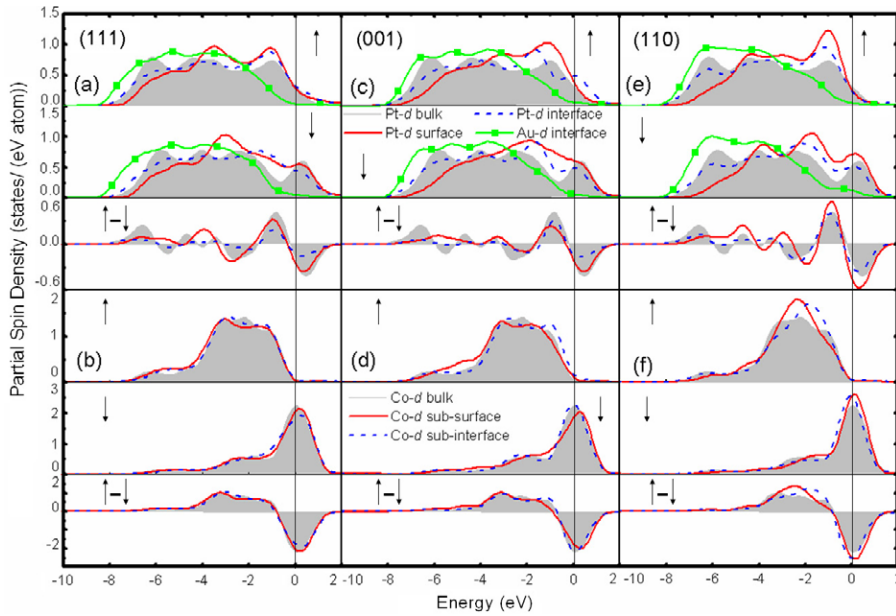 Partial Spin Density (states/ (eV atom))
(111) (001) (110)
1.5
1.0
0.5
0.0
(a) (c) (e)
Pt-d bulk Pt-d interface
Pt-d surface Au-d interface
1.5
1.0
0.5
0.0
0.6
0.0
-0.6
2
1
0
(b) (d) (f)
3
2
1
0
Co-d bulk
Co-d sub-surface
Co-d sub-interface
2
0
-2
-10 -8 -6 -4 -2 0 2 -8 -6 -4 -2 0 2 -10 -8 -6 -4 -2 0 2
Energy (eV)